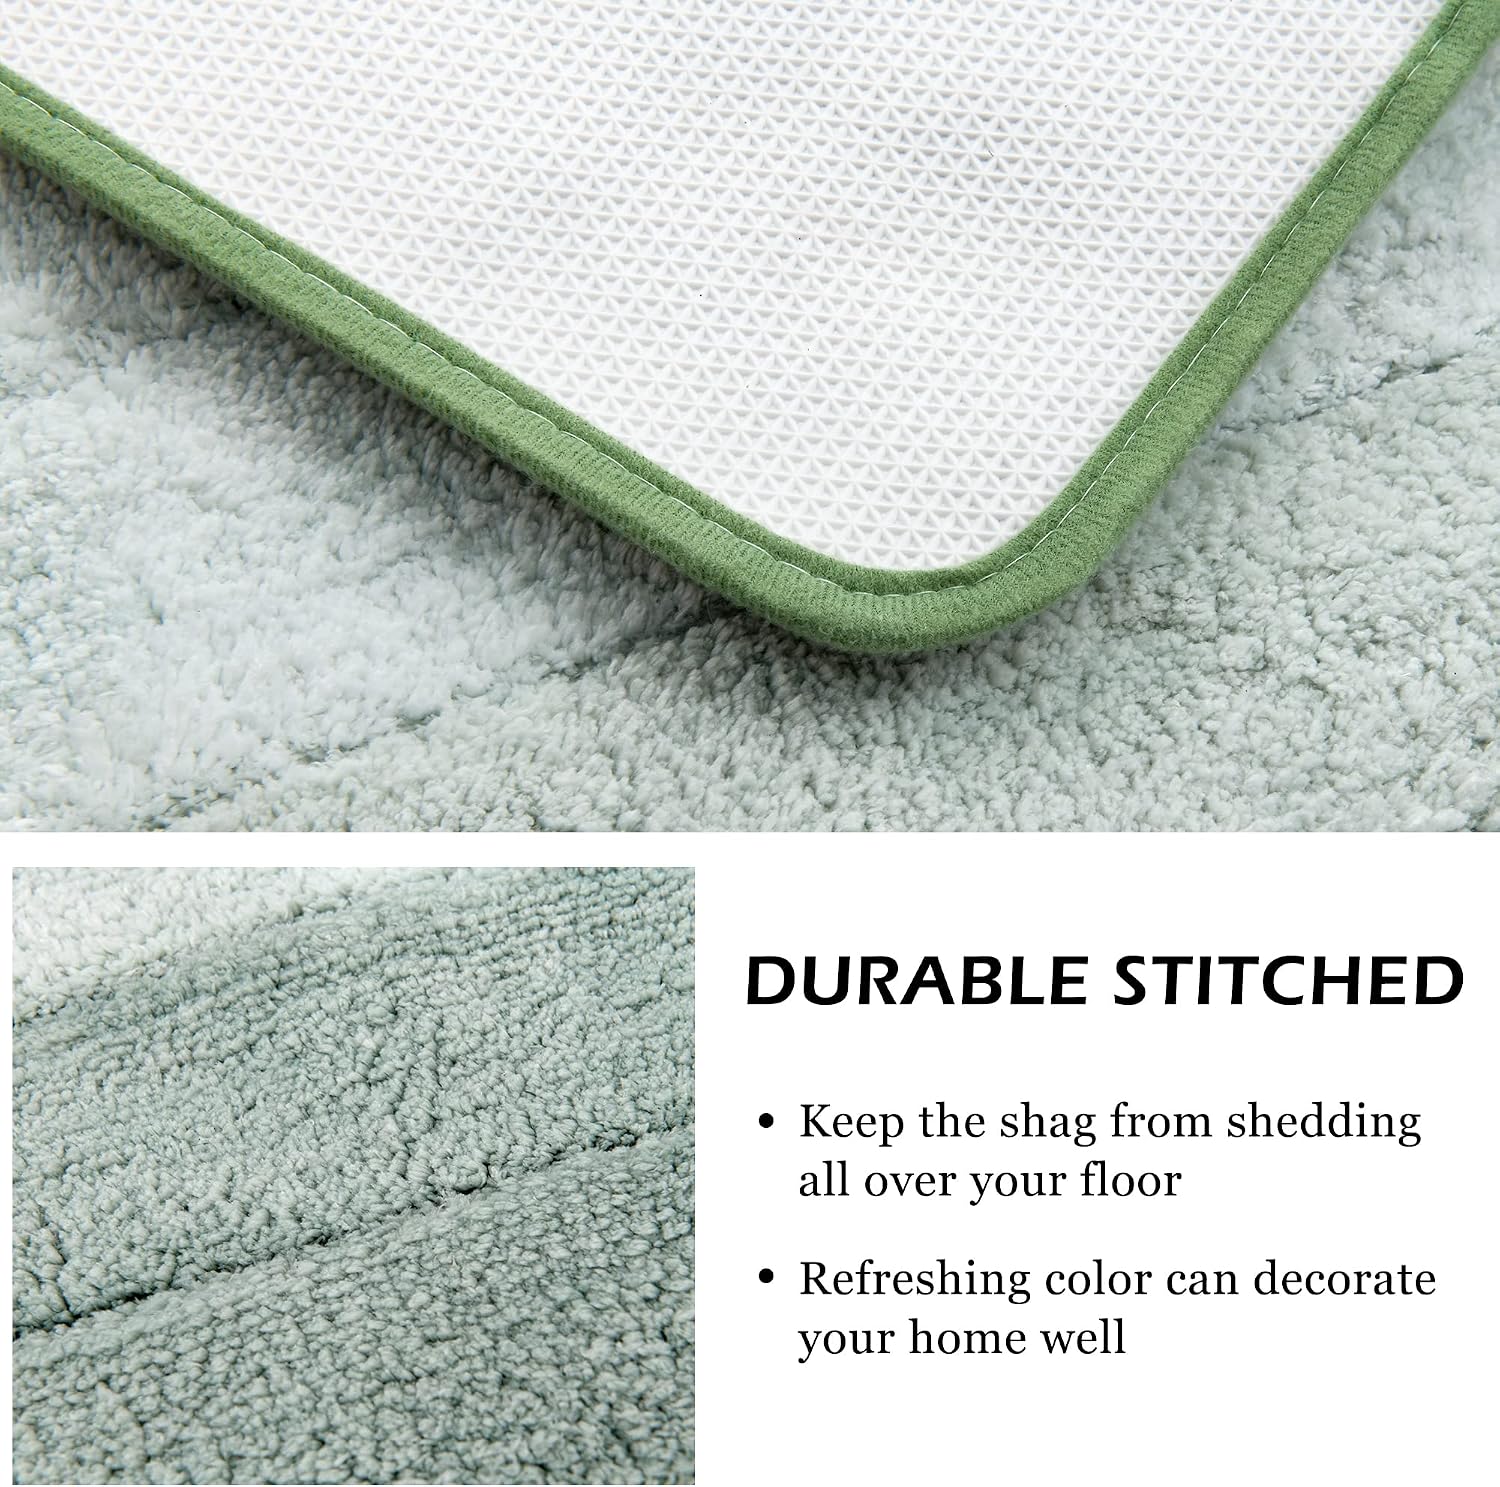 DURABLE STITCHED
• Keep the shag from shedding
all over your floor
• Refreshing color can decorate
your home well